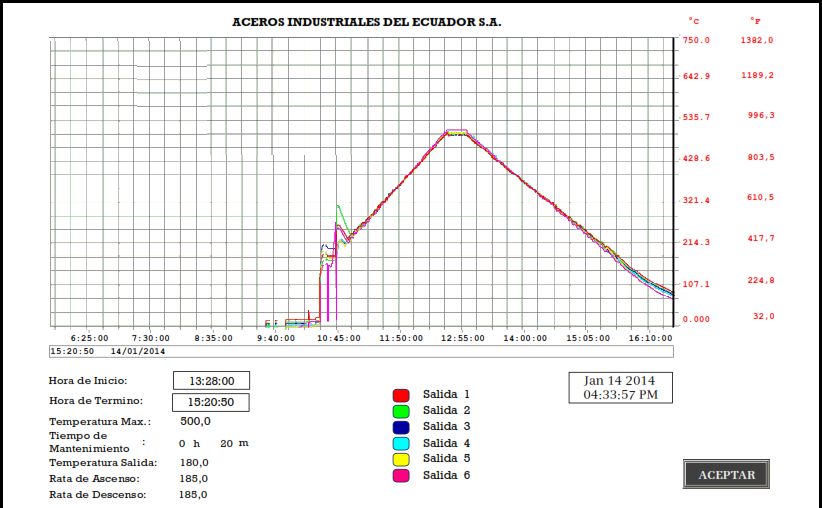 ACEROS INDUSTRIALES DEL ECUADOR S.A.
°C °F
750.0 1382,0
642.9 1189,2
535.7 996,3
428.6 803,5
321.4 610,5
214.3 417,7
107.1 224,8
0.000 32,0
6:25:00 7:30:00 8:35:00 9:40:00 10:45:00 11:50:00 12:55:00 14:00:00 15:05:00 16:10:00
15:20:50 14/01/2014
Hora de Inicio: 13:28:00
Hora de Termino: 15:20:50
Temperatura Max.: 500,0
Tiempo de
Mantenimiento : 0 h 20 m
Temperatura Salida: 180,0
Rata de Ascenso: 185,0
Rata de Descenso: 185,0
Salida 1
Salida 2
Salida 3
Salida 4
Salida 5
Salida 6
Jan 14 2014
04:33:57 PM
ACEPTAR